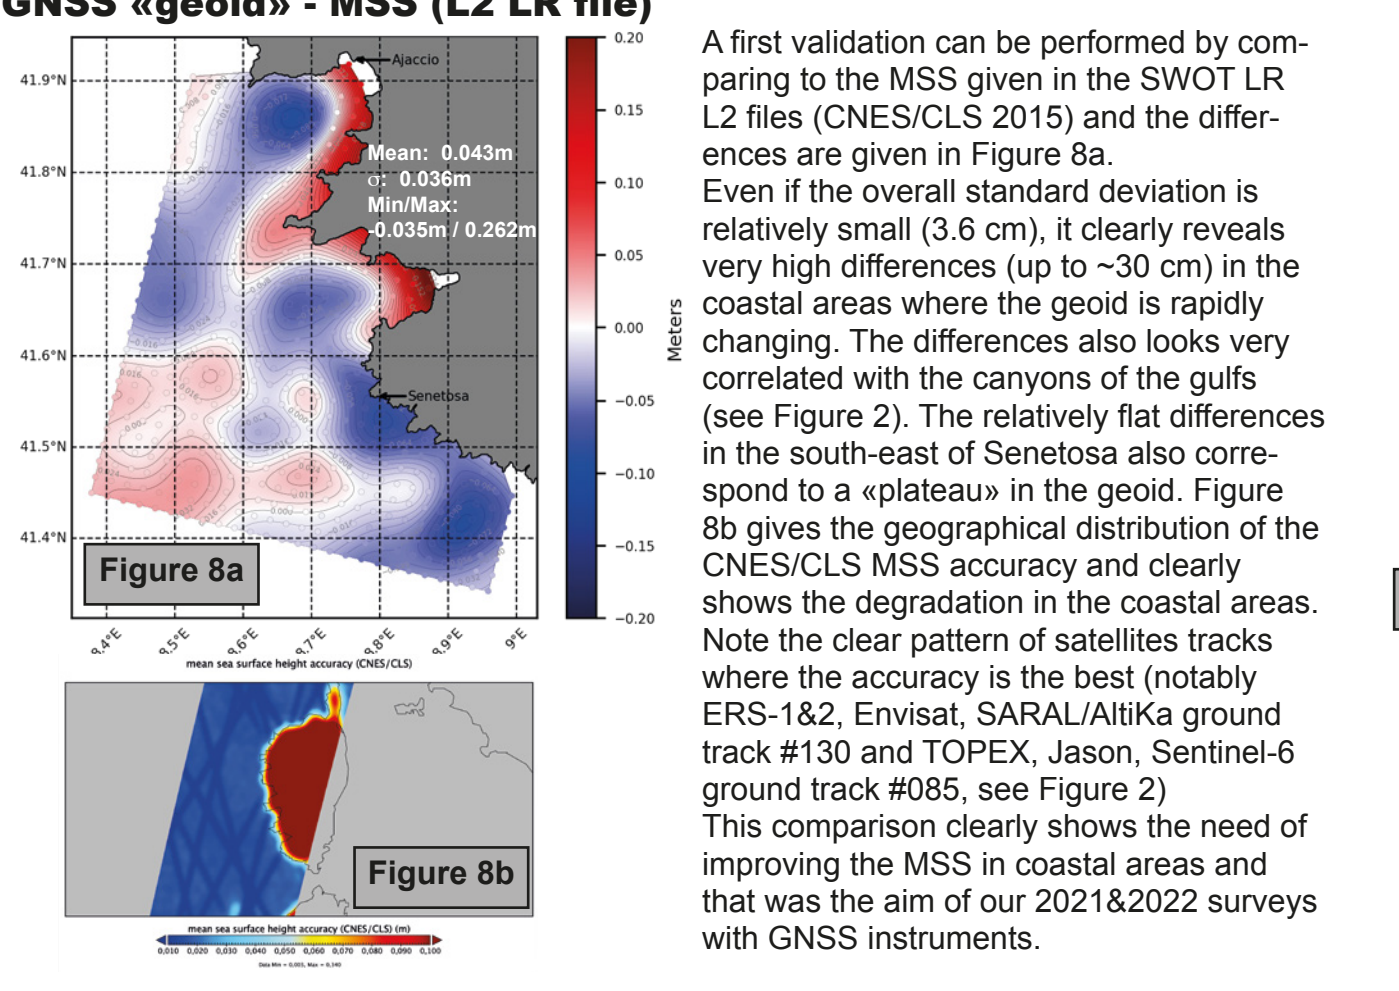 GNSS «geoid» - MSS (L2 LR file)
Ajaccio
41.9°N
41.8°N
41.7°N
41.6°N
41.5°N
41.4°N
Mean: 0.043m
σ: 0.036m
Min/Max:
-0.035m / 0.262m
Senetosa
Figure 8a
8.4°E
8.5°E
8.6°E
8.7°E
8.8°E
8.9°E
9°E
0.20
0.15
0.10
0.05
0.00
−0.05
−0.10
−0.15
−0.20
Meters
mean sea surface height accuracy (CNES/CLS)
Figure 8b
mean sea surface height accuracy (CNES/CLS) (m)
0,010 0,020 0,030 0,040 0,050 0,060 0,070 0,080 0,090 0,100
Data Min = 0,003, Max = 0,140
A first validation can be performed by com-
paring to the MSS given in the SWOT LR
L2 files (CNES/CLS 2015) and the differ-
ences are given in Figure 8a.
Even if the overall standard deviation is
relatively small (3.6 cm), it clearly reveals
very high differences (up to ~30 cm) in the
coastal areas where the geoid is rapidly
changing. The differences also looks very
correlated with the canyons of the gulfs
(see Figure 2). The relatively flat differences
in the south-east of Senetosa also corre-
spond to a «plateau» in the geoid. Figure
8b gives the geographical distribution of the
CNES/CLS MSS accuracy and clearly
shows the degradation in the coastal areas.
Note the clear pattern of satellites tracks
where the accuracy is the best (notably
ERS-1&2, Envisat, SARAL/AltiKa ground
track #130 and TOPEX, Jason, Sentinel-6
ground track #085, see Figure 2)
This comparison clearly shows the need of
improving the MSS in coastal areas and
that was the aim of our 2021&2022 surveys
with GNSS instruments.